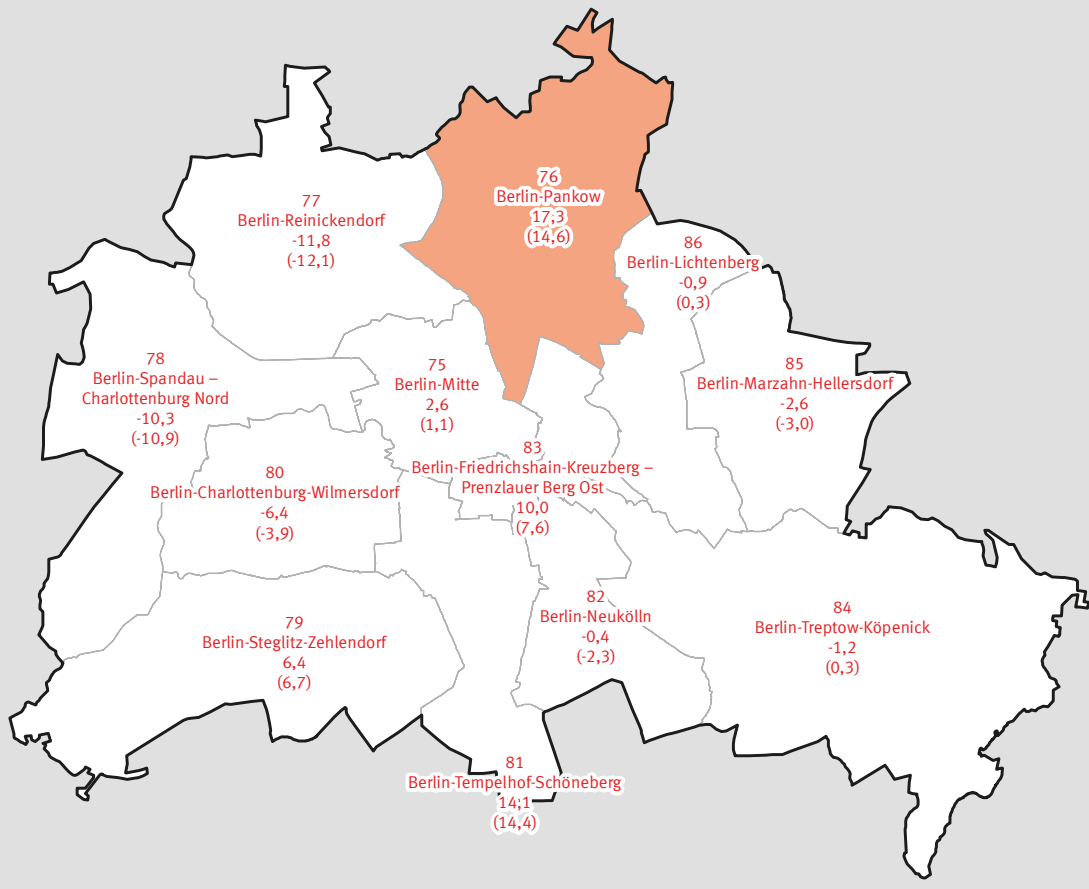 76
Berlin-Pankow
17,3
(14,6)
77
Berlin-Reinickendorf
-11,8
(-12,1)
86
Berlin-Lichtenberg
-0,9
(0,3)
78
Berlin-Spandau –
Charlottenburg Nord
-10,3
(-10,9)
75
Berlin-Mitte
2,6
(1,1)
85
Berlin-Marzahn-Hellersdorf
-2,6
(-3,0)
83
Berlin-Friedrichshain-Kreuzberg –
Prenzlauer Berg Ost
10,0
(7,6)
80
Berlin-Charlottenburg-Wilmersdorf
-6,4
(-3,9)
82
Berlin-Neukölln
-0,4
(-2,3)
84
Berlin-Treptow-Köpenick
-1,2
(0,3)
79
Berlin-Steglitz-Zehlendorf
6,4
(6,7)
81
Berlin-Tempelhof-Schöneberg
14,1
(14,4)